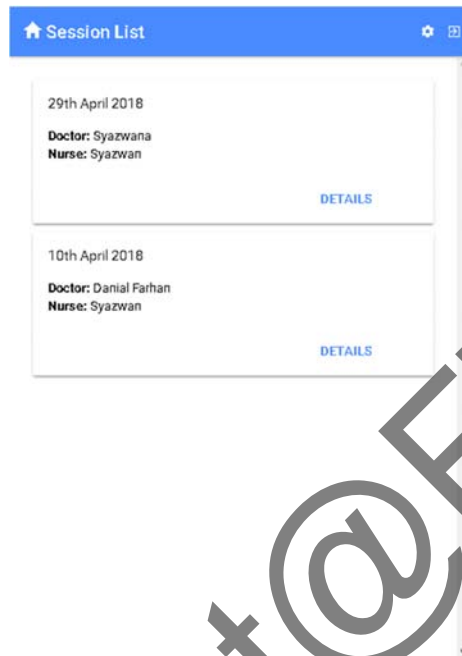 Session List
29th April 2018
Doctor: Syazwana
Nurse: Syazwan
DETAILS
10th April 2018
Doctor: Danial Farhan
Nurse: Syazwan
DETAILS
t@F